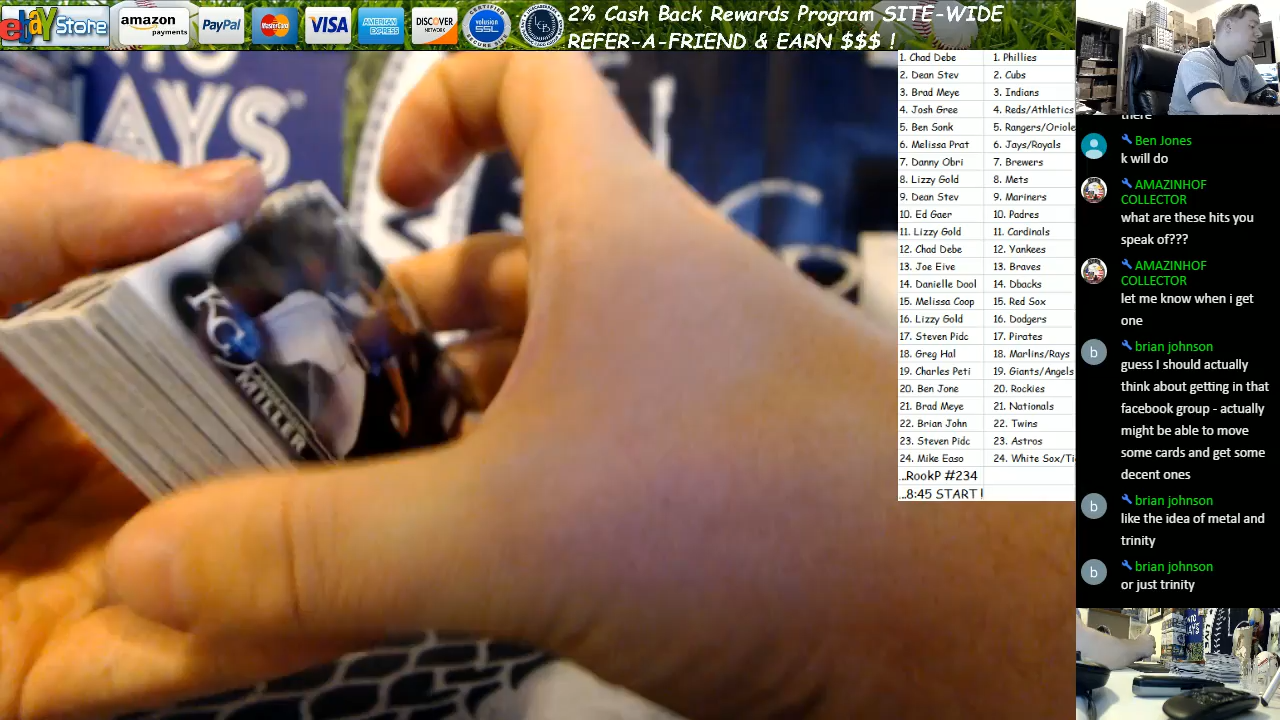 ebay Store
amazon
payments
PayPal
MasterCard
VISA
AMERICAN
EXPRESS
DISCOVER
NETWORK
SSL
2% Cash Back Rewards Program SITE-WIDE
REFER-A-FRIEND & EARN $$$ !
1. Chad Debe 1. Phillies
2. Dean Stev 2. Cubs
3. Brad Meye 3. Indians
4. Josh Gree 4. Reds/Athletics
5. Ben Sonk 5. Rangers/Oriole
6. Melissa Prat 6. Jays/Royals
7. Danny Obri 7. Brewers
8. Lizzy Gold 8. Mets
9. Dean Stev 9. Mariners
10. Ed Gaer 10. Padres
11. Lizzy Gold 11. Cardinals
12. Chad Debe 12. Yankees
13. Joe Eive 13. Braves
14. Danielle Dool 14. Dbacks
15. Melissa Coop 15. Red Sox
16. Lizzy Gold 16. Dodgers
17. Steven Pidc 17. Pirates
18. Greg Hal 18. Marlins/Rays
19. Charles Peti 19. Giants/Angels
20. Ben Jone 20. Rockies
21. Brad Meye 21. Nationals
22. Brian John 22. Twins
23. Steven Pidc 23. Astros
24. Mike Easo 24. White Sox/Ti
...RookP #234
...8:45 START!
there
Ben Jones
k will do
AMAZINHOF
COLLECTOR
what are these hits you
speak of???
AMAZINHOF
COLLECTOR
let me know when i get
one
brian johnson
guess I should actually
think about getting in that
facebook group - actually
might be able to move
some cards and get some
decent ones
brian johnson
like the idea of metal and
trinity
brian johnson
or just trinity
AYS
KC
MILLER